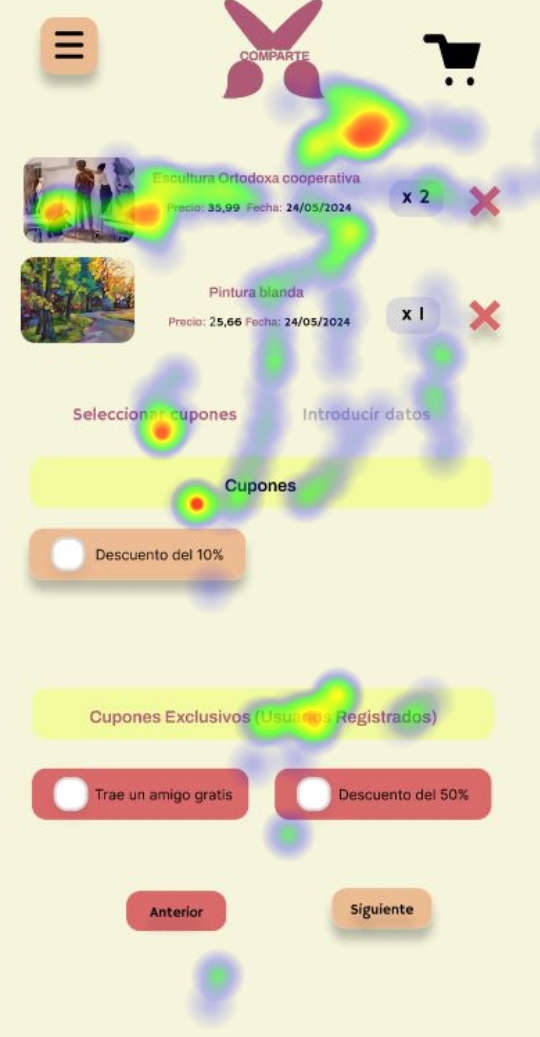 COMPARTE
Escultura Ortodoxa cooperativa
Precio: 35,99 Fecha: 24/05/2024
x 2
Pintura blanda
Precio: 25,66 Fecha: 24/05/2024
x 1
Seleccionar cupones
Introducir datos
Cupones
Descuento del 10%
Cupones Exclusivos (Usuarios Registrados)
Trae un amigo gratis
Descuento del 50%
Anterior
Siguiente